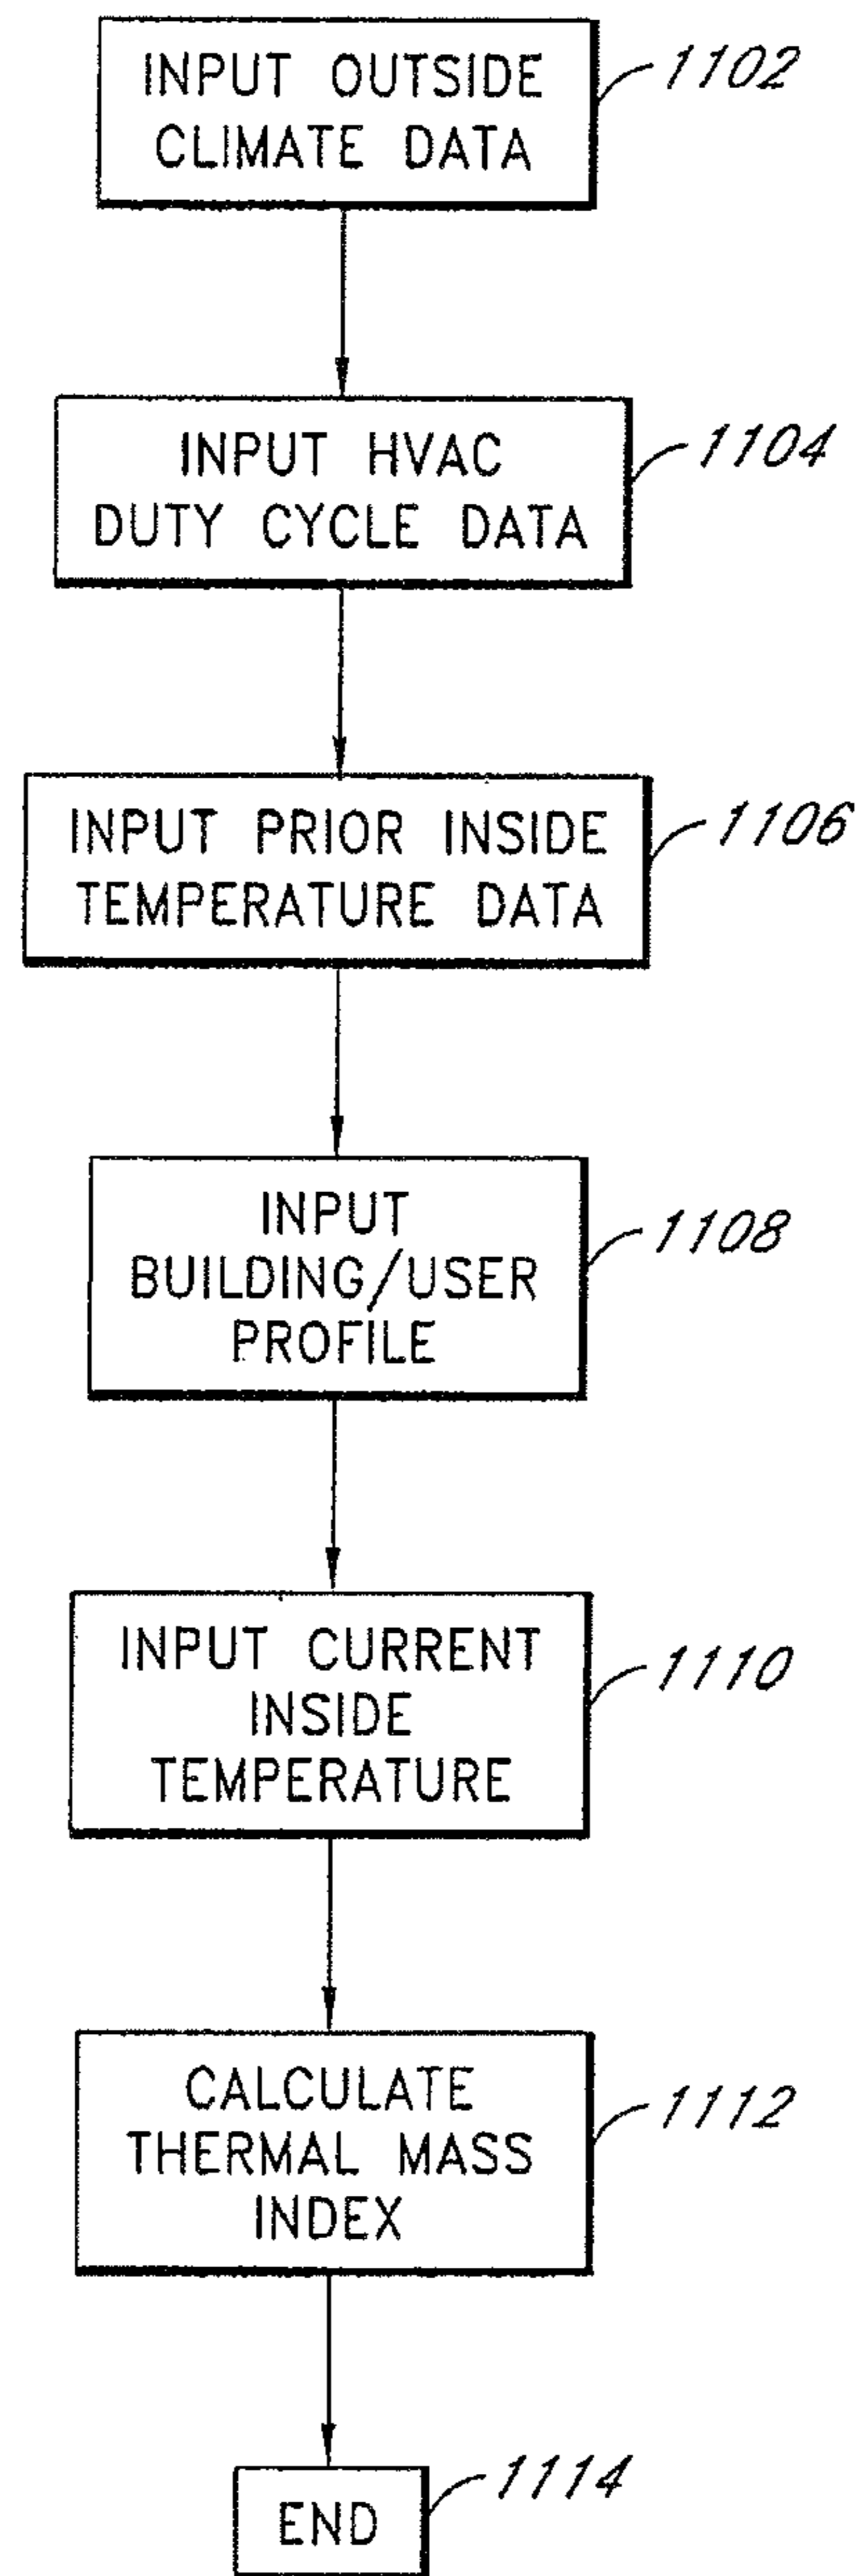 INPUT OUTSIDE
CLIMATE DATA
1102
INPUT HVAC
DUTY CYCLE DATA
1104
INPUT PRIOR INSIDE
TEMPERATURE DATA
1106
INPUT
BUILDING/USER
PROFILE
1108
INPUT CURRENT
INSIDE
TEMPERATURE
1110
CALCULATE
THERMAL MASS
INDEX
1112
END
1114